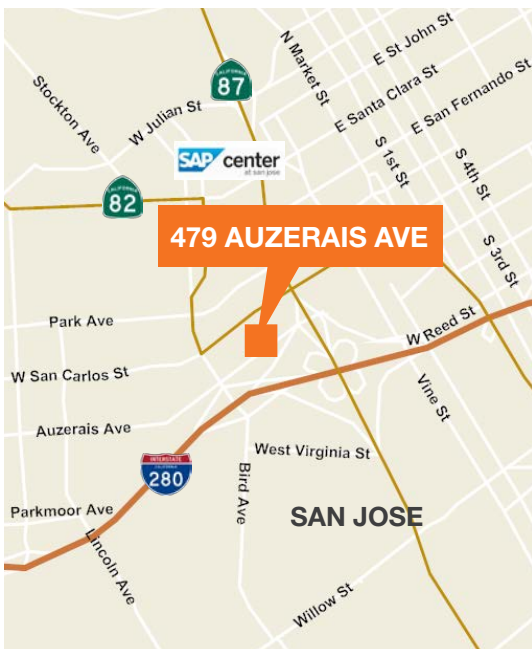 N Market St
E St John St
Stockton Ave
CALIFORNIA
87
E Santa Clara St
E San Fernando St
W Julian St
S 1st St
S 4th St
SAP center
at san jose
CALIFORNIA
82
479 AUZERAIS AVE
S 3rd St
Park Ave
W Reed St
W San Carlos St
Vine St
Auzerais Ave
West Virginia St
INTERSTATE
CALIFORNIA
280
Bird Ave
Parkmoor Ave
SAN JOSE
Lincoln Ave
Willow St